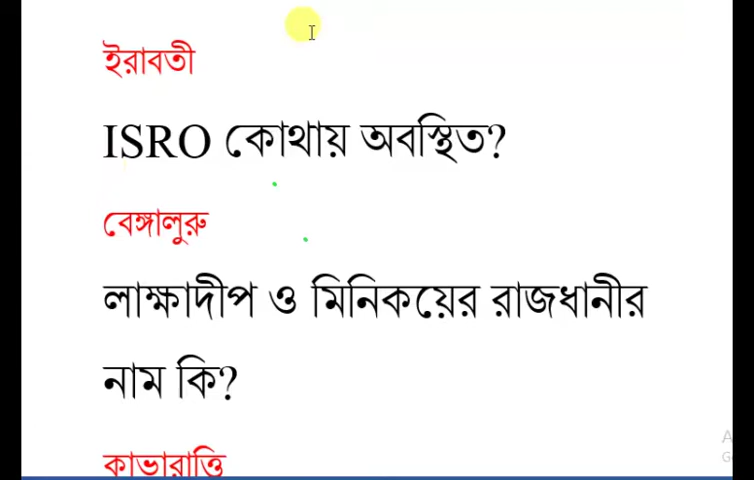 ইরাবতী
ISRO কোথায় অবস্থিত?
বেঙ্গালুরু
লাক্ষাদীপ ও মিনিকয়ের রাজধানীর
নাম কি?
কাভারাত্তি